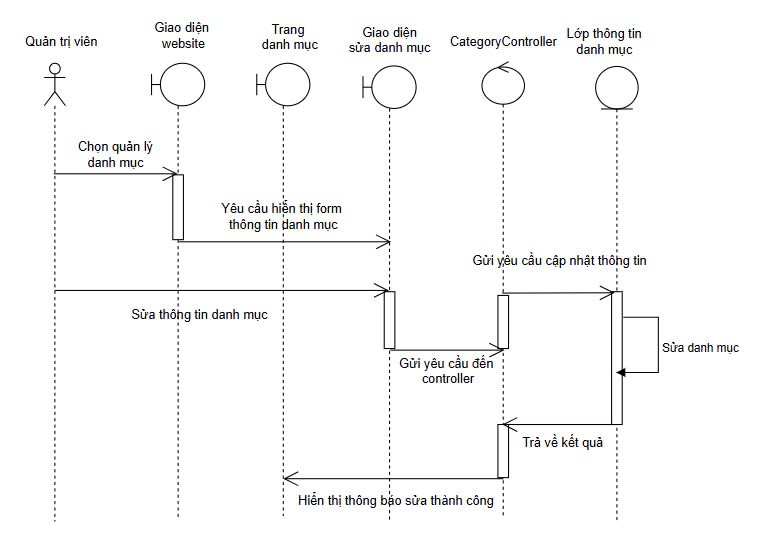 Quản trị viên
Giao diện
website
Trang
danh mục
Giao diện
sửa danh mục
CategoryController
Lớp thông tin
danh mục
Chọn quản lý
danh mục
Yêu cầu hiển thị form
thông tin danh mục
Gửi yêu cầu cập nhật thông tin
Sửa thông tin danh mục
Sửa danh mục
Gửi yêu cầu đến
controller
Trả về kết quả
Hiển thị thông báo sửa thành công